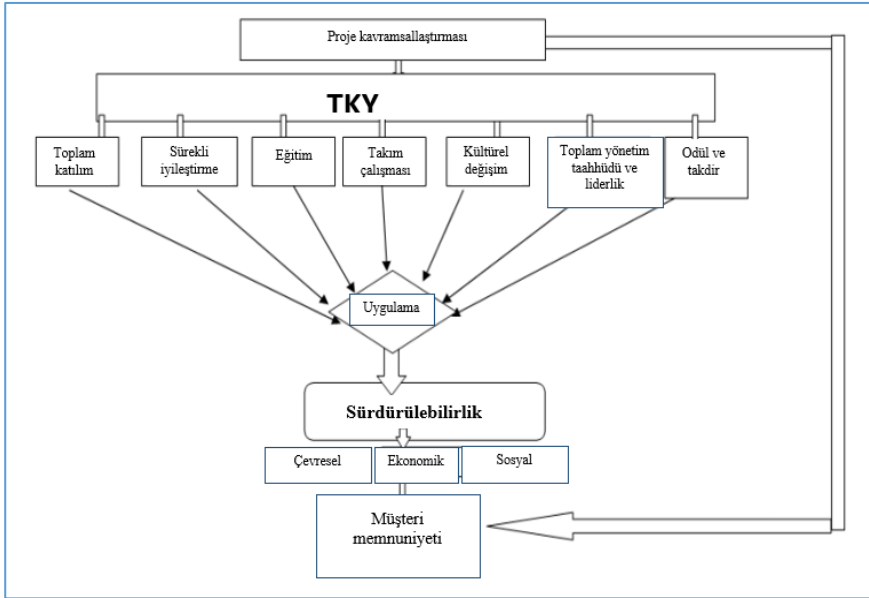 Proje kavramsallaştırması
TKY
Toplam
katılım
Sürekli
iyileştirme
Eğitim
Takım
çalışması
Kültürel
değişim
Toplam yönetim
taahhüdü ve
liderlik
Odül ve
takdir
Uygulama
Sürdürülebilirlik
Çevresel
Ekonomik
Sosyal
Müşteri
memnuniyeti